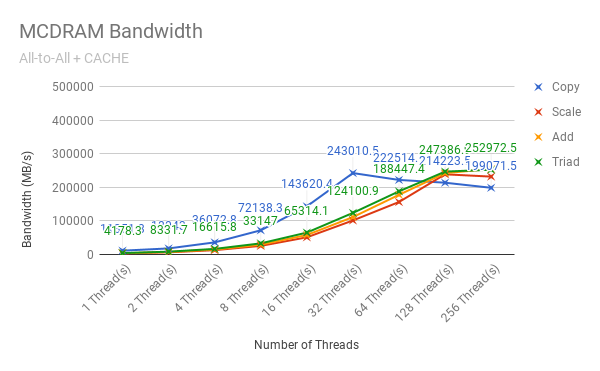 MCDRAM Bandwidth
All-to-All + CACHE
500000
400000
300000
200000
100000
0
Bandwidth (MB/s)
4178.3
8331.7
36072.8
16615.8
72138.3
33147
143620.4
65314.1
243010.5
124100.9
222514.
188447.4
214223.5
247386.
199071.5
252972.5
1 Thread(s)
2 Thread(s)
4 Thread(s)
8 Thread(s)
16 Thread(s)
32 Thread(s)
64 Thread(s)
128 Thread(s)
256 Thread(s)
Number of Threads
Copy
Scale
Add
Triad